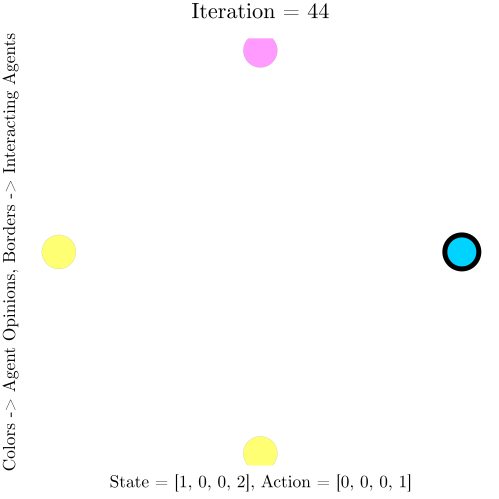 Iteration = 44
Colors -> Agent Opinions, Borders -> Interacting Agents
State = [1, 0, 0, 2], Action = [0, 0, 0, 1]